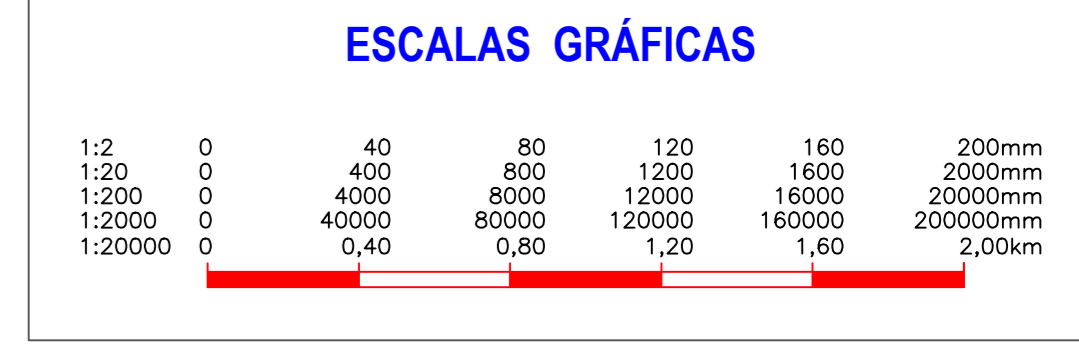 ESCALAS GRÁFICAS
1:2 0 40 80 120 160 200mm
1:20 0 400 800 1200 1600 2000mm
1:200 0 4000 8000 12000 16000 20000mm
1:2000 0 40000 80000 120000 160000 200000mm
1:20000 0 0,40 0,80 1,20 1,60 2,00km